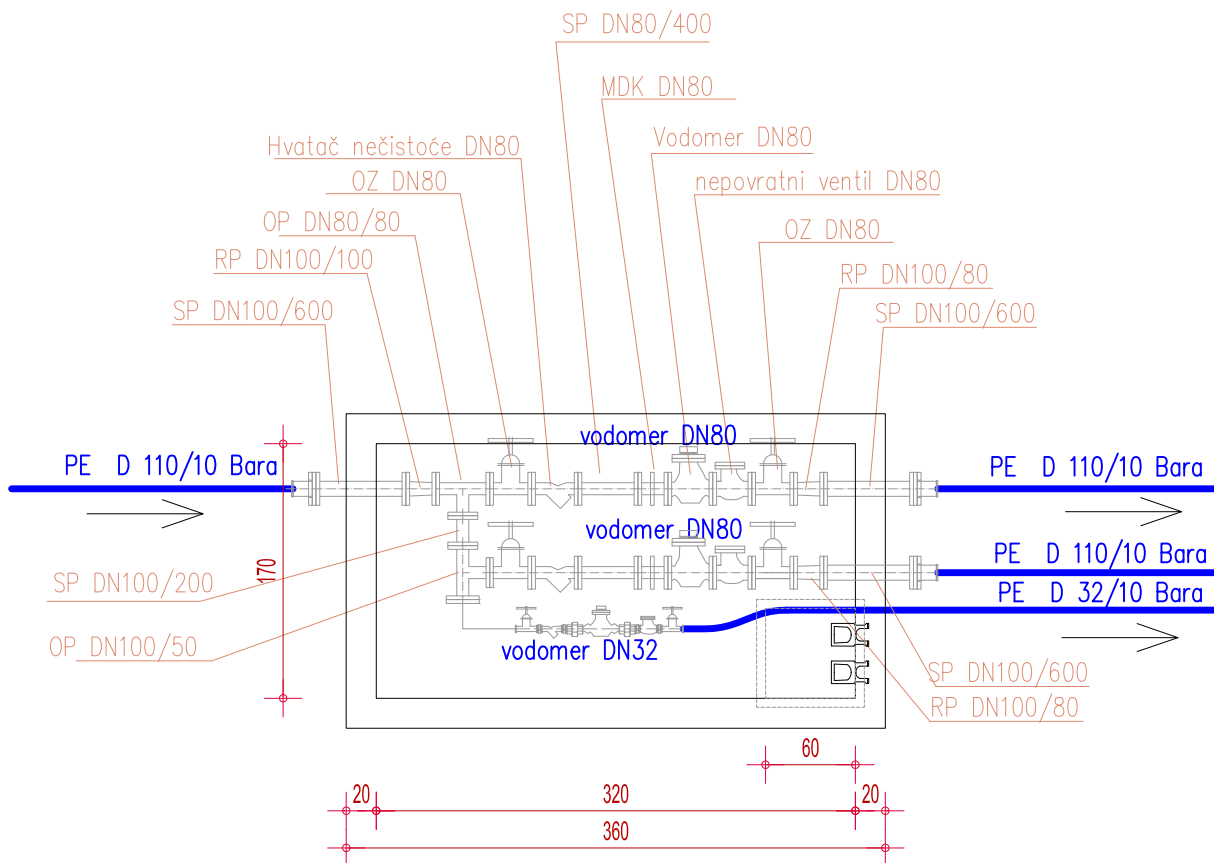 SP DN80/400
MDK DN80
Vodomer DN80
Hvatač nečistoće DN80
OZ DN80
nepovratni ventil DN80
OP DN80/80
OZ DN80
RP DN100/100
RP DN100/80
SP DN100/600
SP DN100/600
vodomer DN80
PE D 110/10 Bara
PE D 110/10 Bara
vodomer DN80
PE D 110/10 Bara
SP DN100/200
170
PE D 32/10 Bara
OP DN100/50
vodomer DN32
SP DN100/600
RP DN100/80
60
20
320
20
360